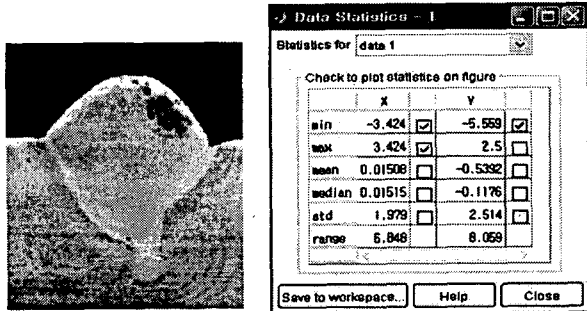 Data Statistics - 1
Statistics for data 1
Check to plot statistics on figure
X Y
min -3.424 -5.559
max 3.424 2.5
mean 0.01508 -0.5392
median 0.01515 -0.1176
std 1.979 2.514
range 6.848 8.059
Save to workspace... Help Close